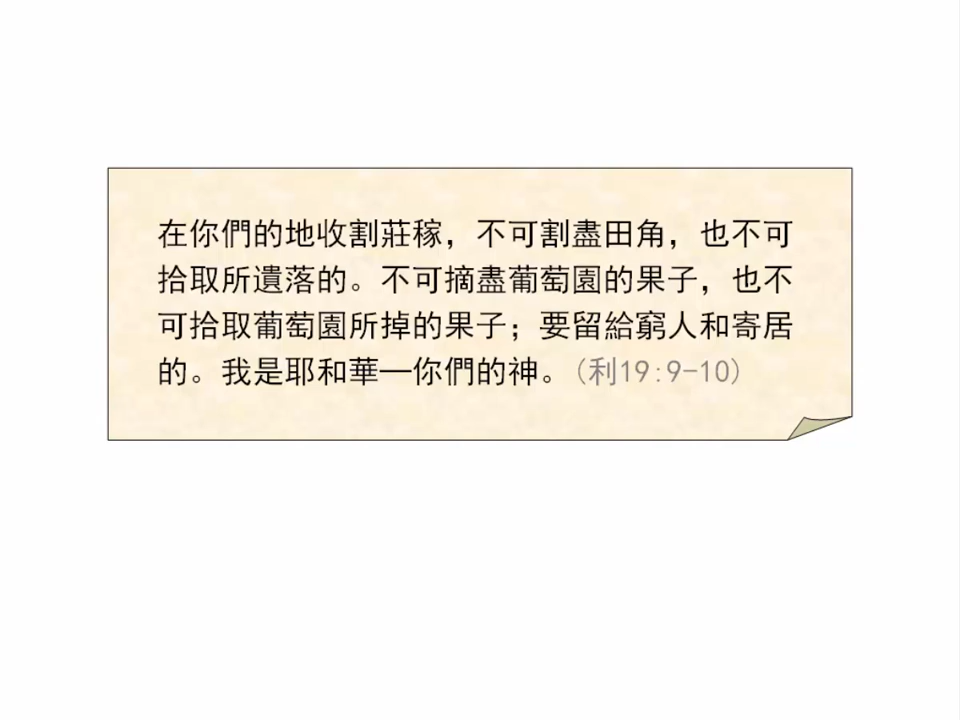 在你們的地收割莊稼，不可割盡田角，也不可
拾取所遺落的。不可摘盡葡萄園的果子，也不
可拾取葡萄園所掉的果子；要留給窮人和寄居
的。我是耶和華—你們的神。(利19:9-10)